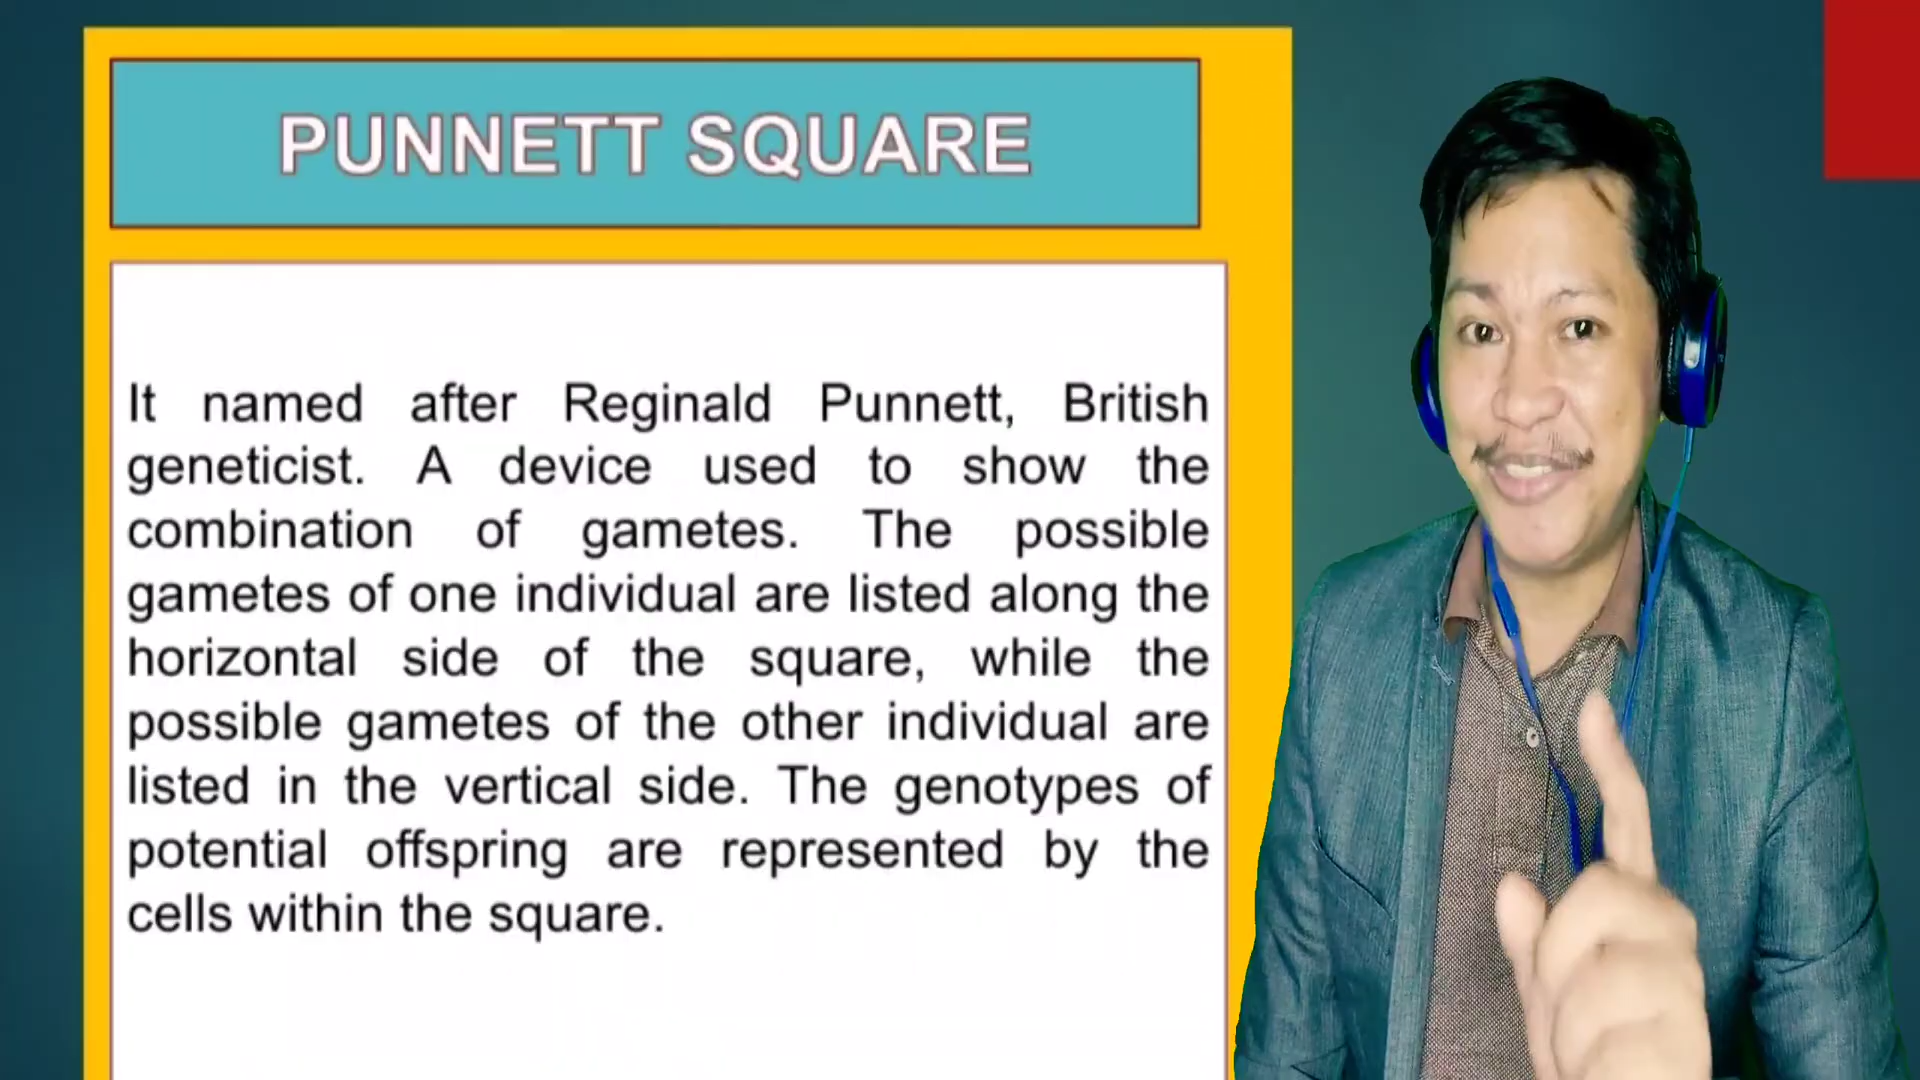 PUNNETT SQUARE
It named after Reginald Punnett, British
geneticist. A device used to show the
combination of gametes. The possible
gametes of one individual are listed along the
horizontal side of the square, while the
possible gametes of the other individual are
listed in the vertical side. The genotypes of
potential offspring are represented by the
cells within the square.